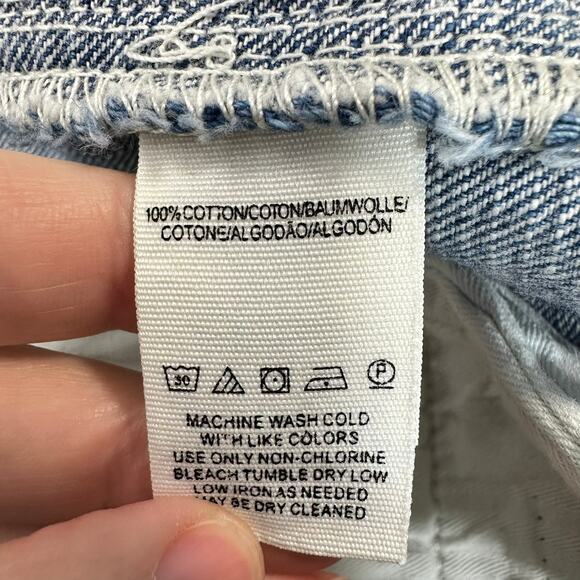 100% COTTON/COTON/BAUMWOLLE/
COTONE/ALGODÃO/ALGODÓN
30 P
MACHINE WASH COLD
WITH LIKE COLORS
USE ONLY NON-CHLORINE
BLEACH TUMBLE DRY LOW
LOW IRON AS NEEDED
MAY BE DRY CLEANED